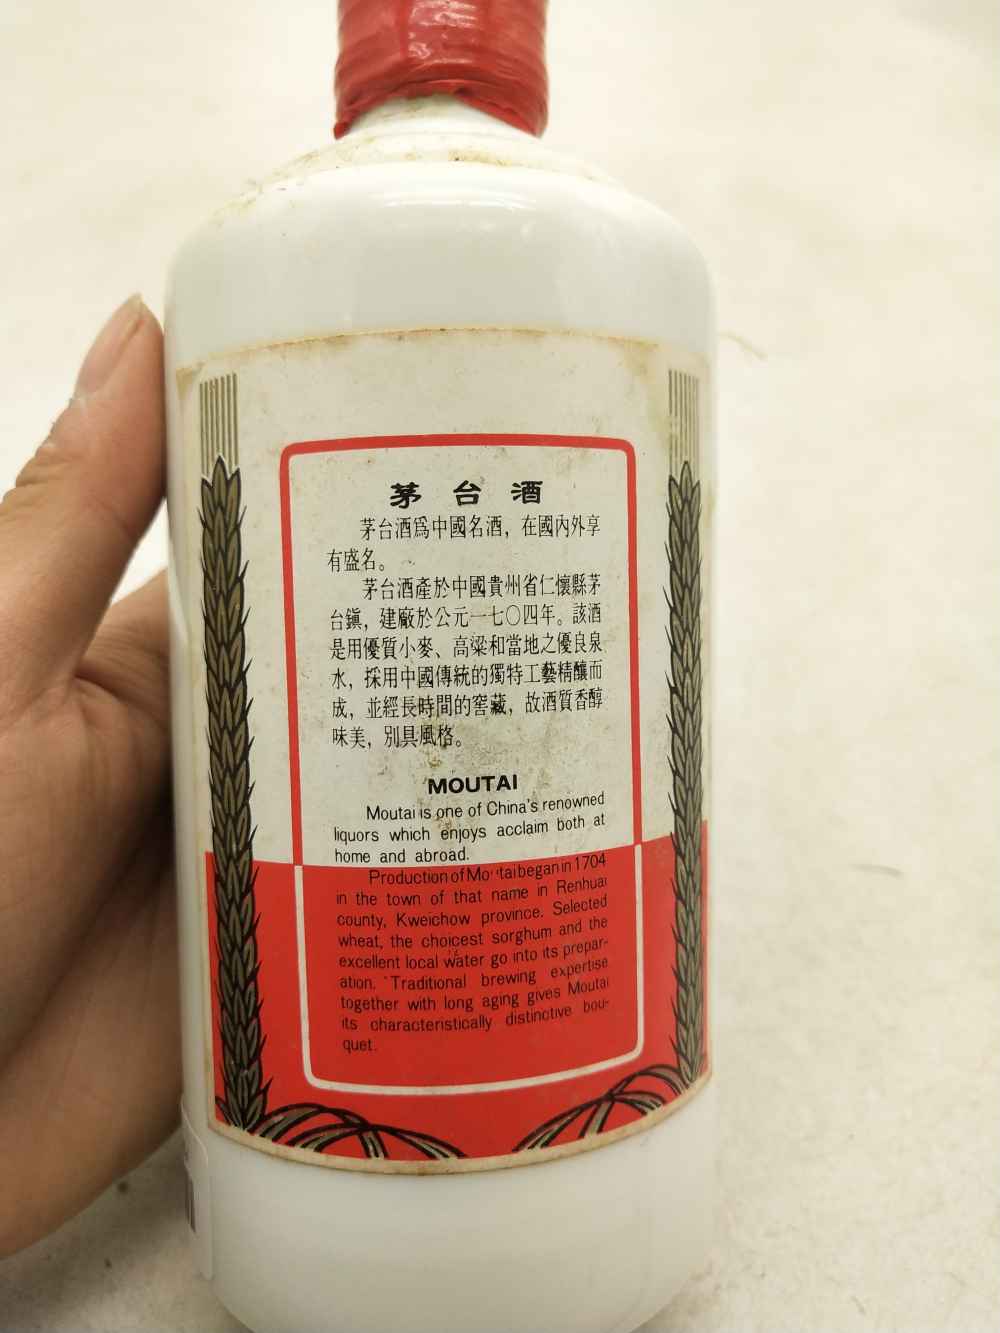 茅台酒
茅台酒爲中國名酒，在國內外享
有盛名。
茅台酒產於中國貴州省仁懷縣茅
台鎭，建廠於公元一七〇四年。該酒
是用優質小麥、高粱和當地之優良泉
水，採用中國傳統的獨特工藝精釀而
成，並經長時間的窖藏，故酒質香醇
味美，別具風格。
MOUTAI
Moutai is one of China's renowned
liquors which enjoys acclaim both at
home and abroad.
Production of Moutai began in 1704
in the town of that name in Renhuai
county, Kweichow province. Selected
wheat, the choicest sorghum and the
excellent local water go into its prepar-
ation. Traditional brewing expertise
together with long aging gives Moutai
its characteristically distinctive bou-
quet.